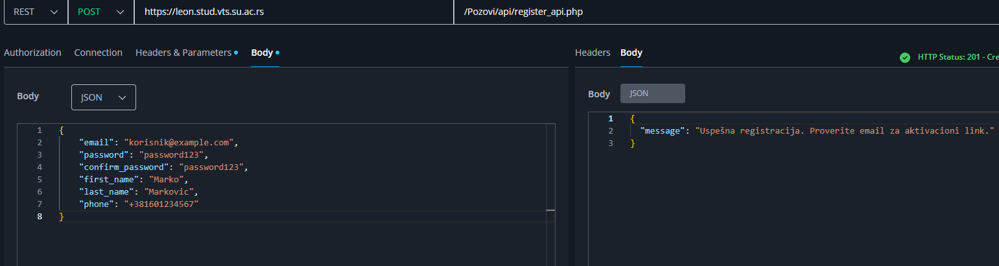 REST POST https://leon.stud.vts.su.ac.rs /Pozovi/api/register_api.php
Authorization Connection Headers & Parameters Body
Body JSON
1 {
2 "email": "korisnik@example.com",
3 "password": "password123",
4 "confirm_password": "password123",
5 "first_name": "Marko",
6 "last_name": "Markovic",
7 "phone": "+381601234567"
8 }
Headers Body
HTTP Status: 201 - Cre
Body JSON
1 {
2 "message": "Uspešna registracija. Proverite email za aktivacioni link."
3 }